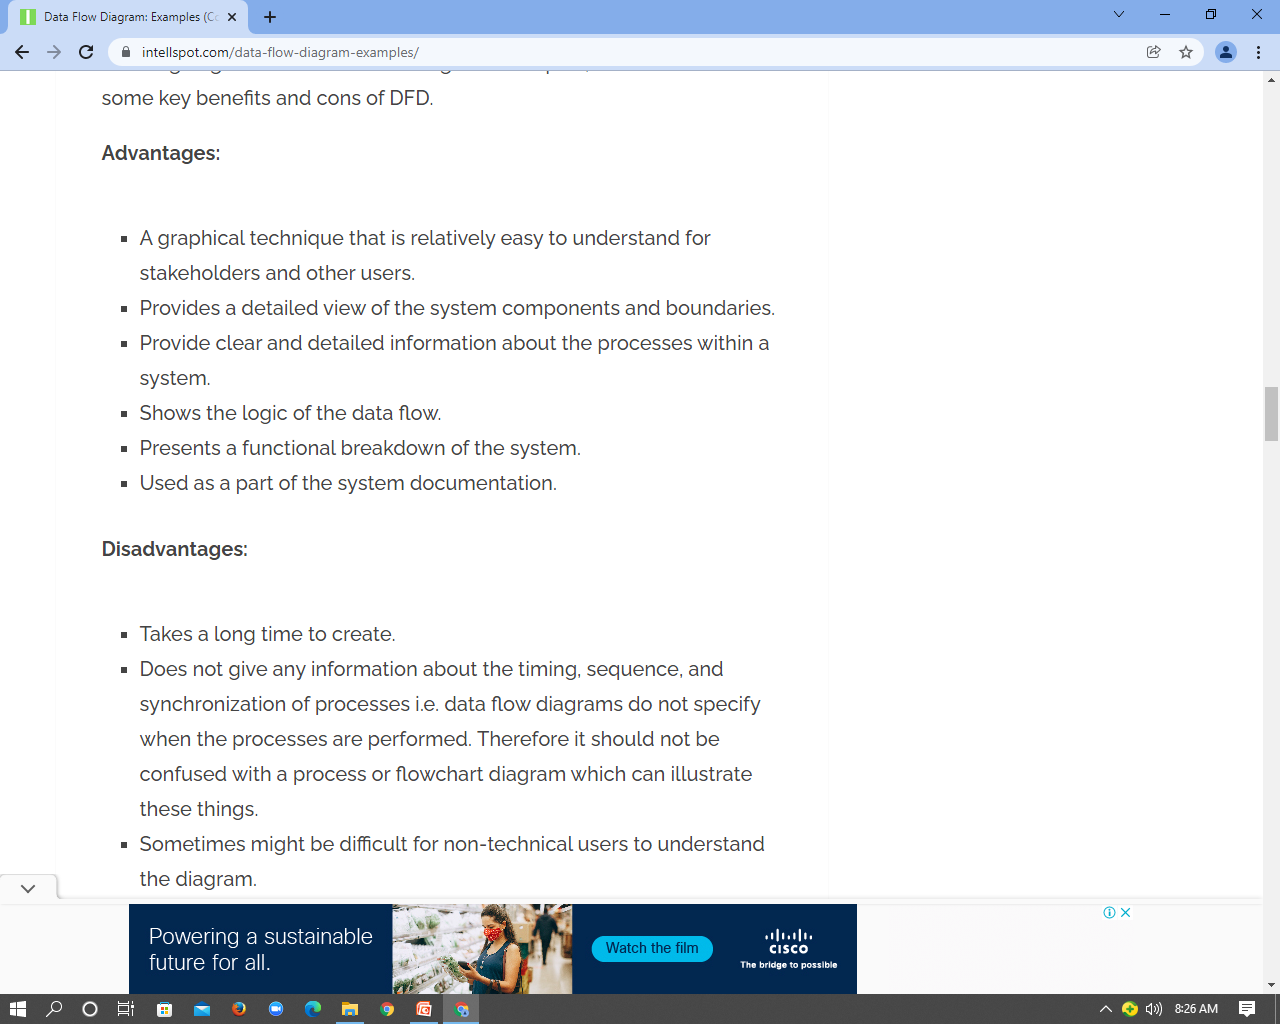 Data Flow Diagram: Examples (Co
intellspot.com/data-flow-diagram-examples/
some key benefits and cons of DFD.
Advantages:
A graphical technique that is relatively easy to understand for
stakeholders and other users.
Provides a detailed view of the system components and boundaries.
Provide clear and detailed information about the processes within a
system.
Shows the logic of the data flow.
Presents a functional breakdown of the system.
Used as a part of the system documentation.
Disadvantages:
Takes a long time to create.
Does not give any information about the timing, sequence, and
synchronization of processes i.e. data flow diagrams do not specify
when the processes are performed. Therefore it should not be
confused with a process or flowchart diagram which can illustrate
these things.
Sometimes might be difficult for non-technical users to understand
the diagram.
Powering a sustainable
future for all.
Watch the film
CISCO
The bridge to possible
8:26 AM